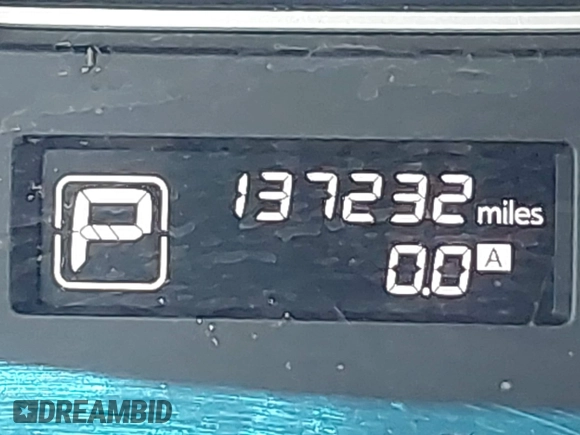 P
137232 miles
0.0 A
DREAMBID